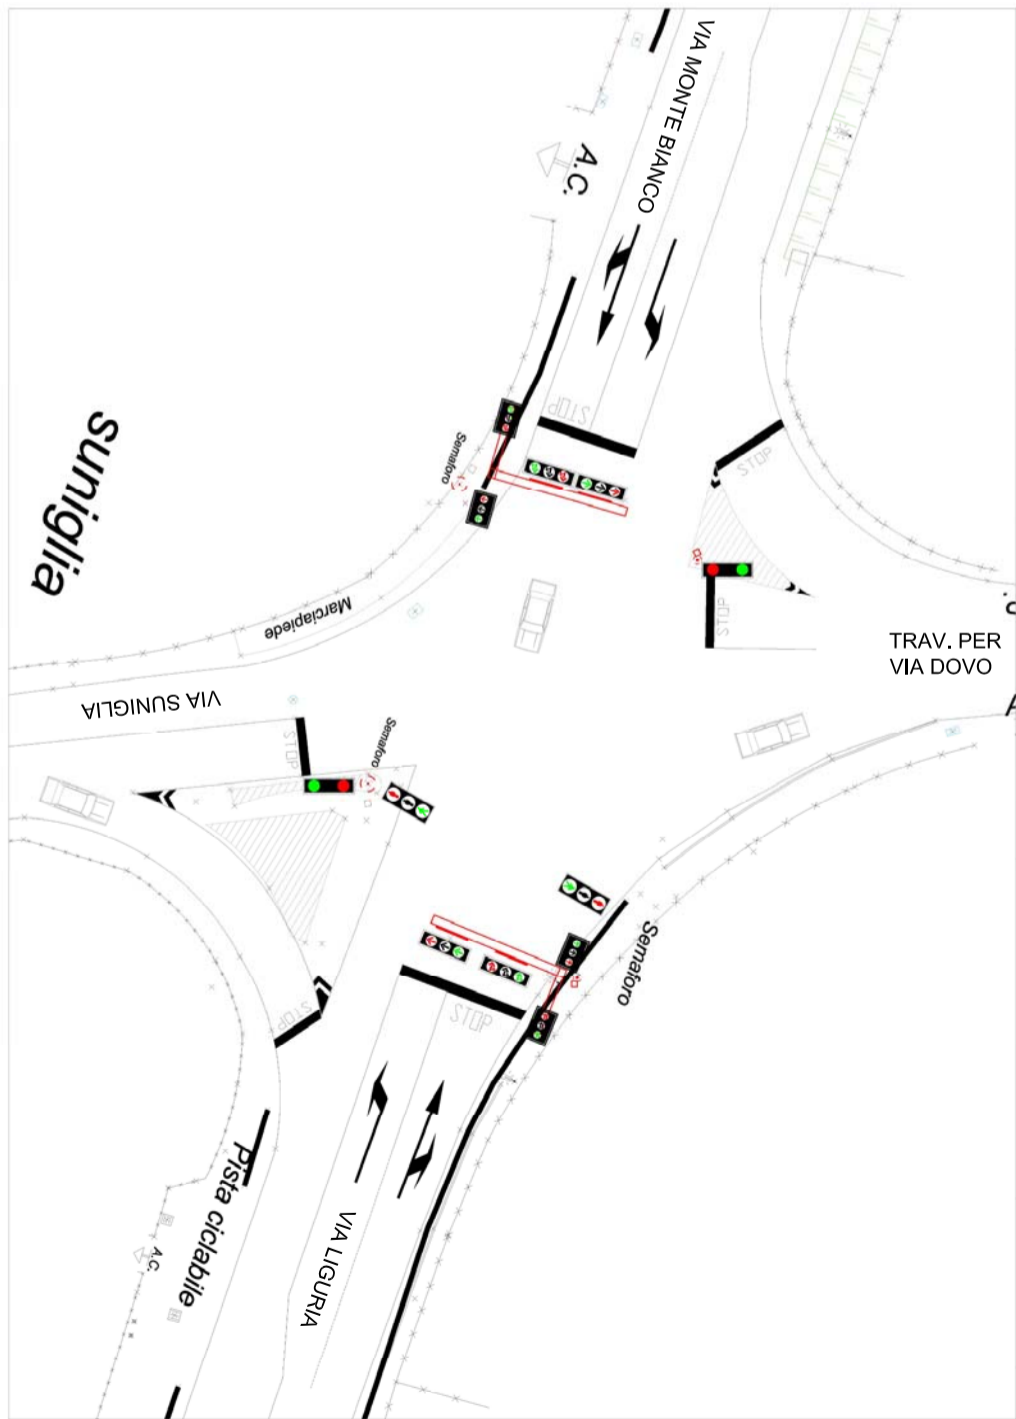 VIA MONTE BIANCO
A.C.
STOP
Semaforo
suniglia
STOP
Marciapiede
STOP
TRAV. PER
VIA DOVO
VIA SUNIGLIA
STOP
Semaforo
Semaforo
STOP
STOP
Pista ciclabile
VIA LIGURIA
A.C.